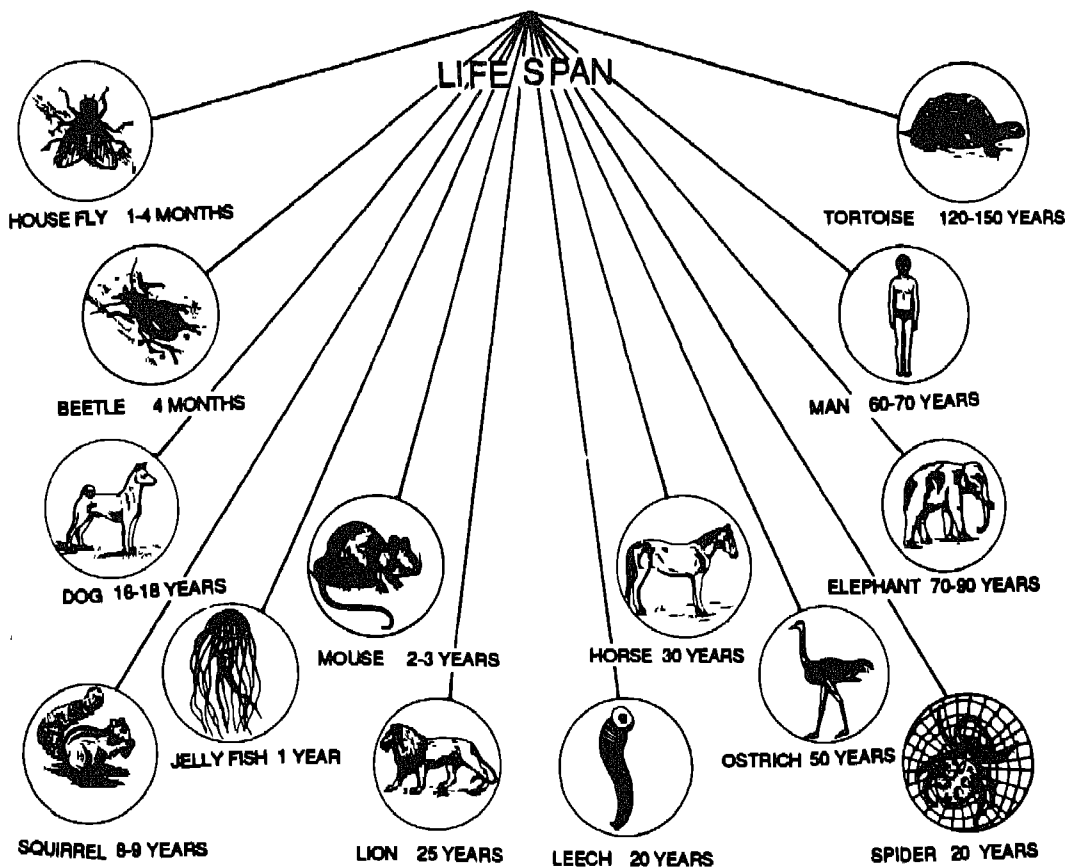 LIFE SPAN
HOUSE FLY 1-4 MONTHS
TORTOISE 120-150 YEARS
BEETLE 4 MONTHS
MAN 60-70 YEARS
DOG 16-18 YEARS
ELEPHANT 70-90 YEARS
MOUSE 2-3 YEARS
HORSE 30 YEARS
JELLY FISH 1 YEAR
OSTRICH 50 YEARS
SQUIRREL 8-9 YEARS
LION 25 YEARS
LEECH 20 YEARS
SPIDER 20 YEARS